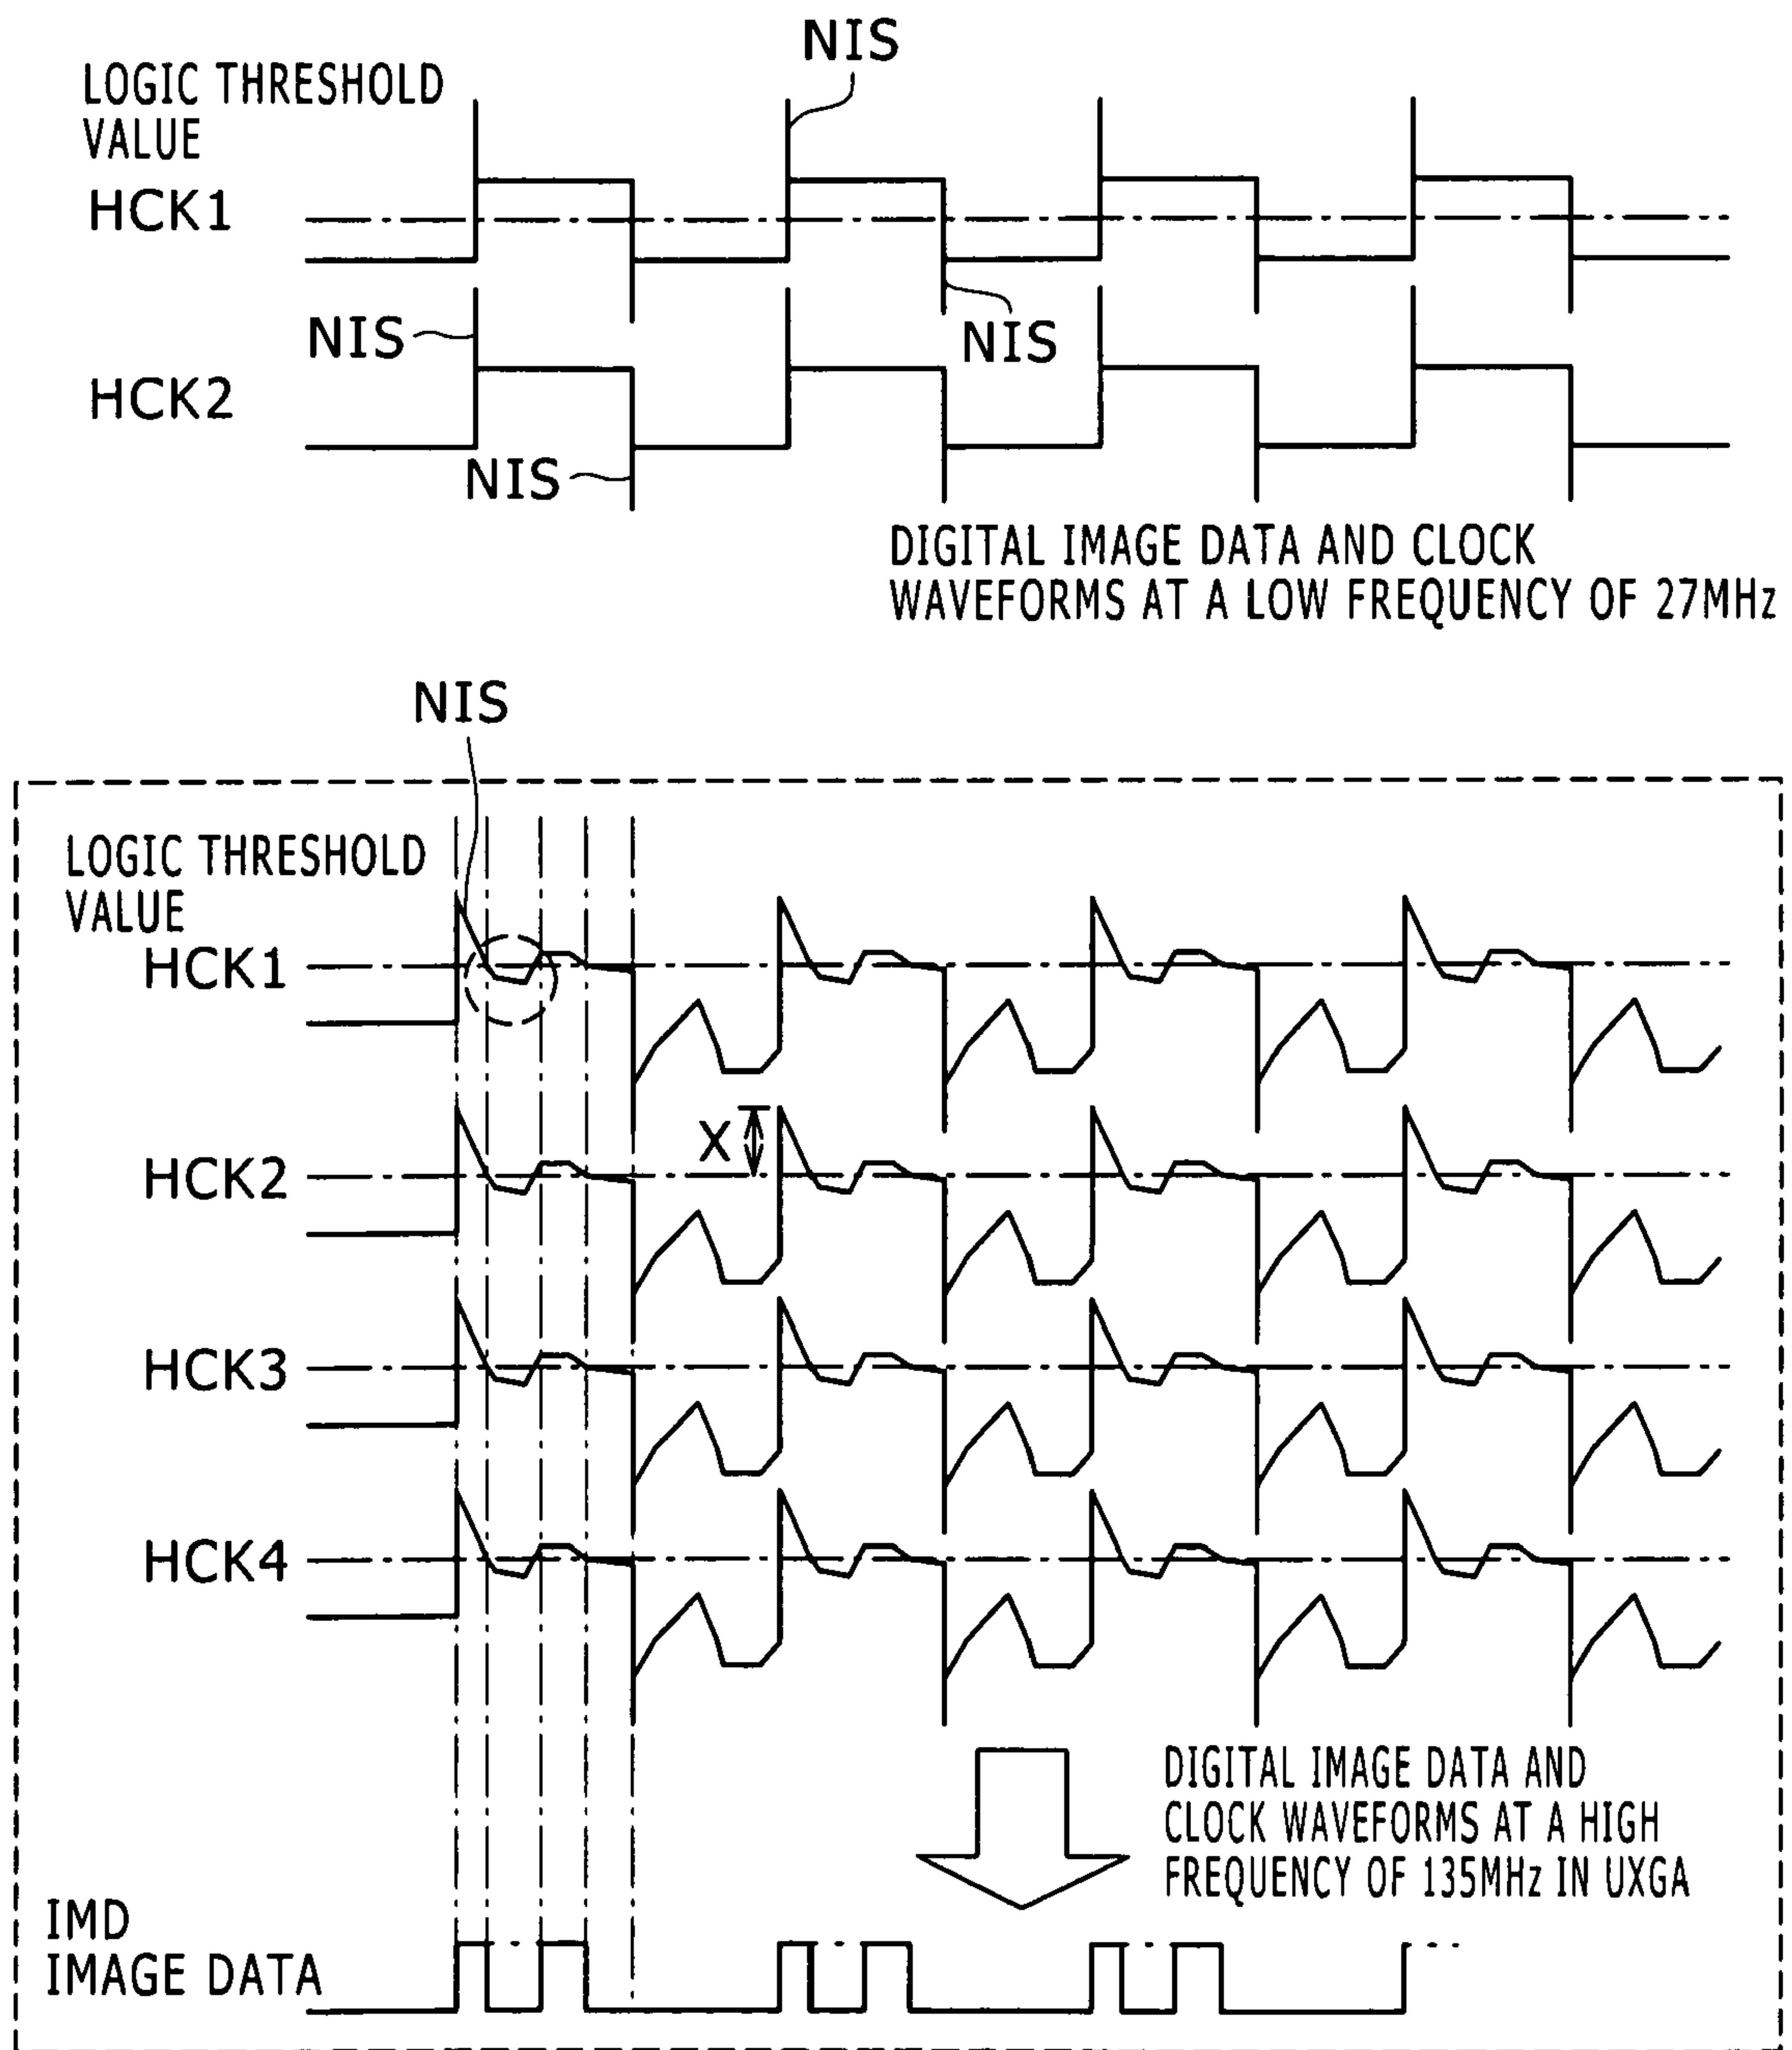 NIS
LOGIC THRESHOLD
VALUE
HCK1
NIS
NIS
HCK2
NIS
DIGITAL IMAGE DATA AND CLOCK
WAVEFORMS AT A LOW FREQUENCY OF 27MHz
NIS
LOGIC THRESHOLD
VALUE
HCK1
X
HCK2
HCK3
HCK4
DIGITAL IMAGE DATA AND
CLOCK WAVEFORMS AT A HIGH
FREQUENCY OF 135MHz IN UXGA
IMD
IMAGE DATA